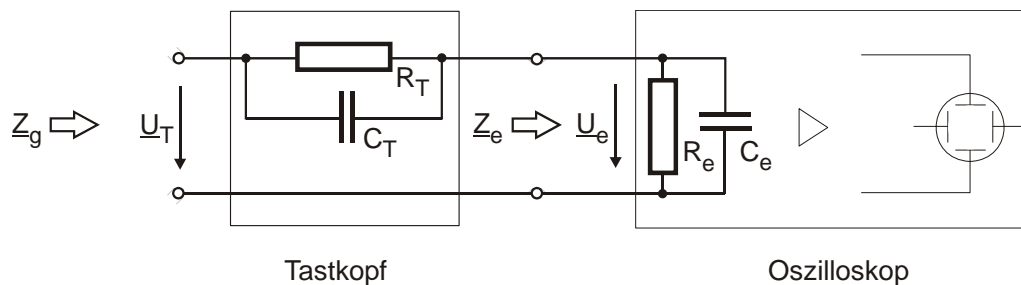 R_T
C_T
Z_g
U_T
Z_e
U_e
R_e
C_e
Tastkopf
Oszilloskop